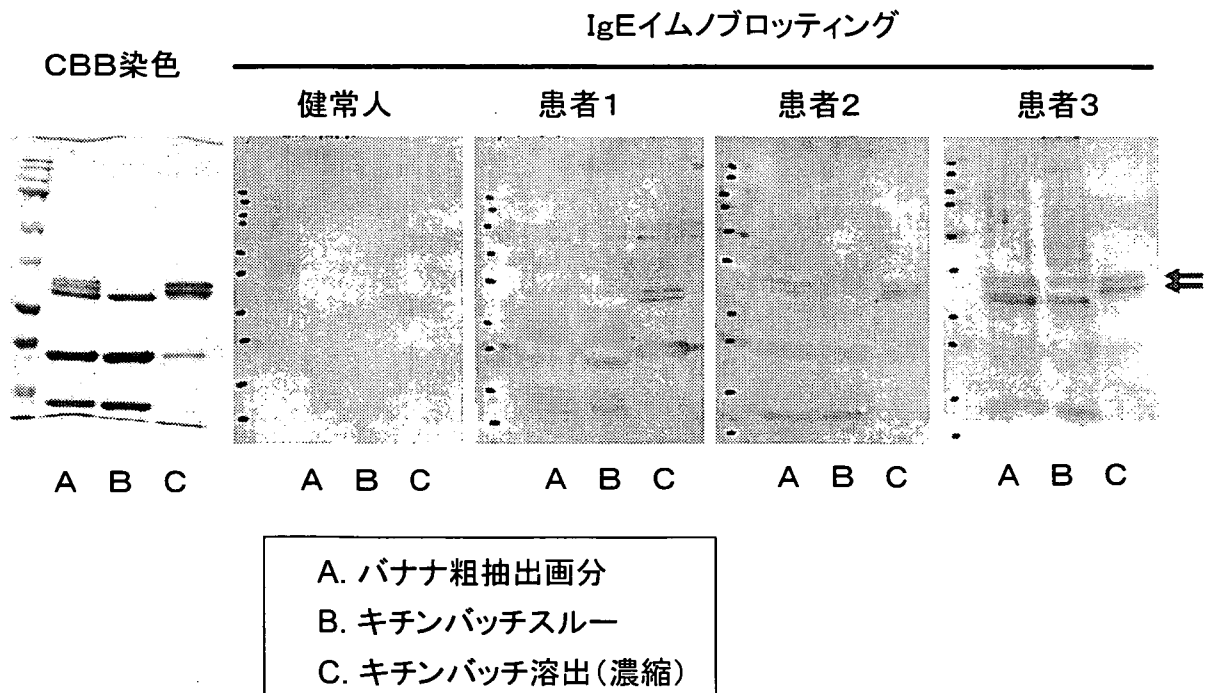 IgEイムノブロッティング
CBB染色
健常人 患者1 患者2 患者3
A B C A B C A B C A B C A B C
A. バナナ粗抽出画分
B. キチンバッチスルー
C. キチンバッチ溶出(濃縮)